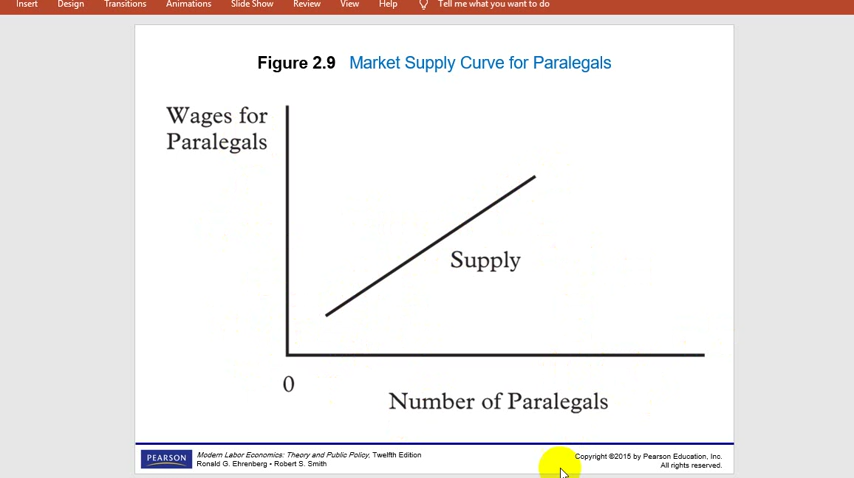 Insert Design Transitions Animations Slide Show Review View Help Tell me what you want to do
Figure 2.9 Market Supply Curve for Paralegals
Wages for
Paralegals
Supply
0
Number of Paralegals
PEARSON
Modern Labor Economics: Theory and Public Policy, Twelfth Edition
Ronald G. Ehrenberg • Robert S. Smith
Copyright ©2015 by Pearson Education, Inc.
All rights reserved.